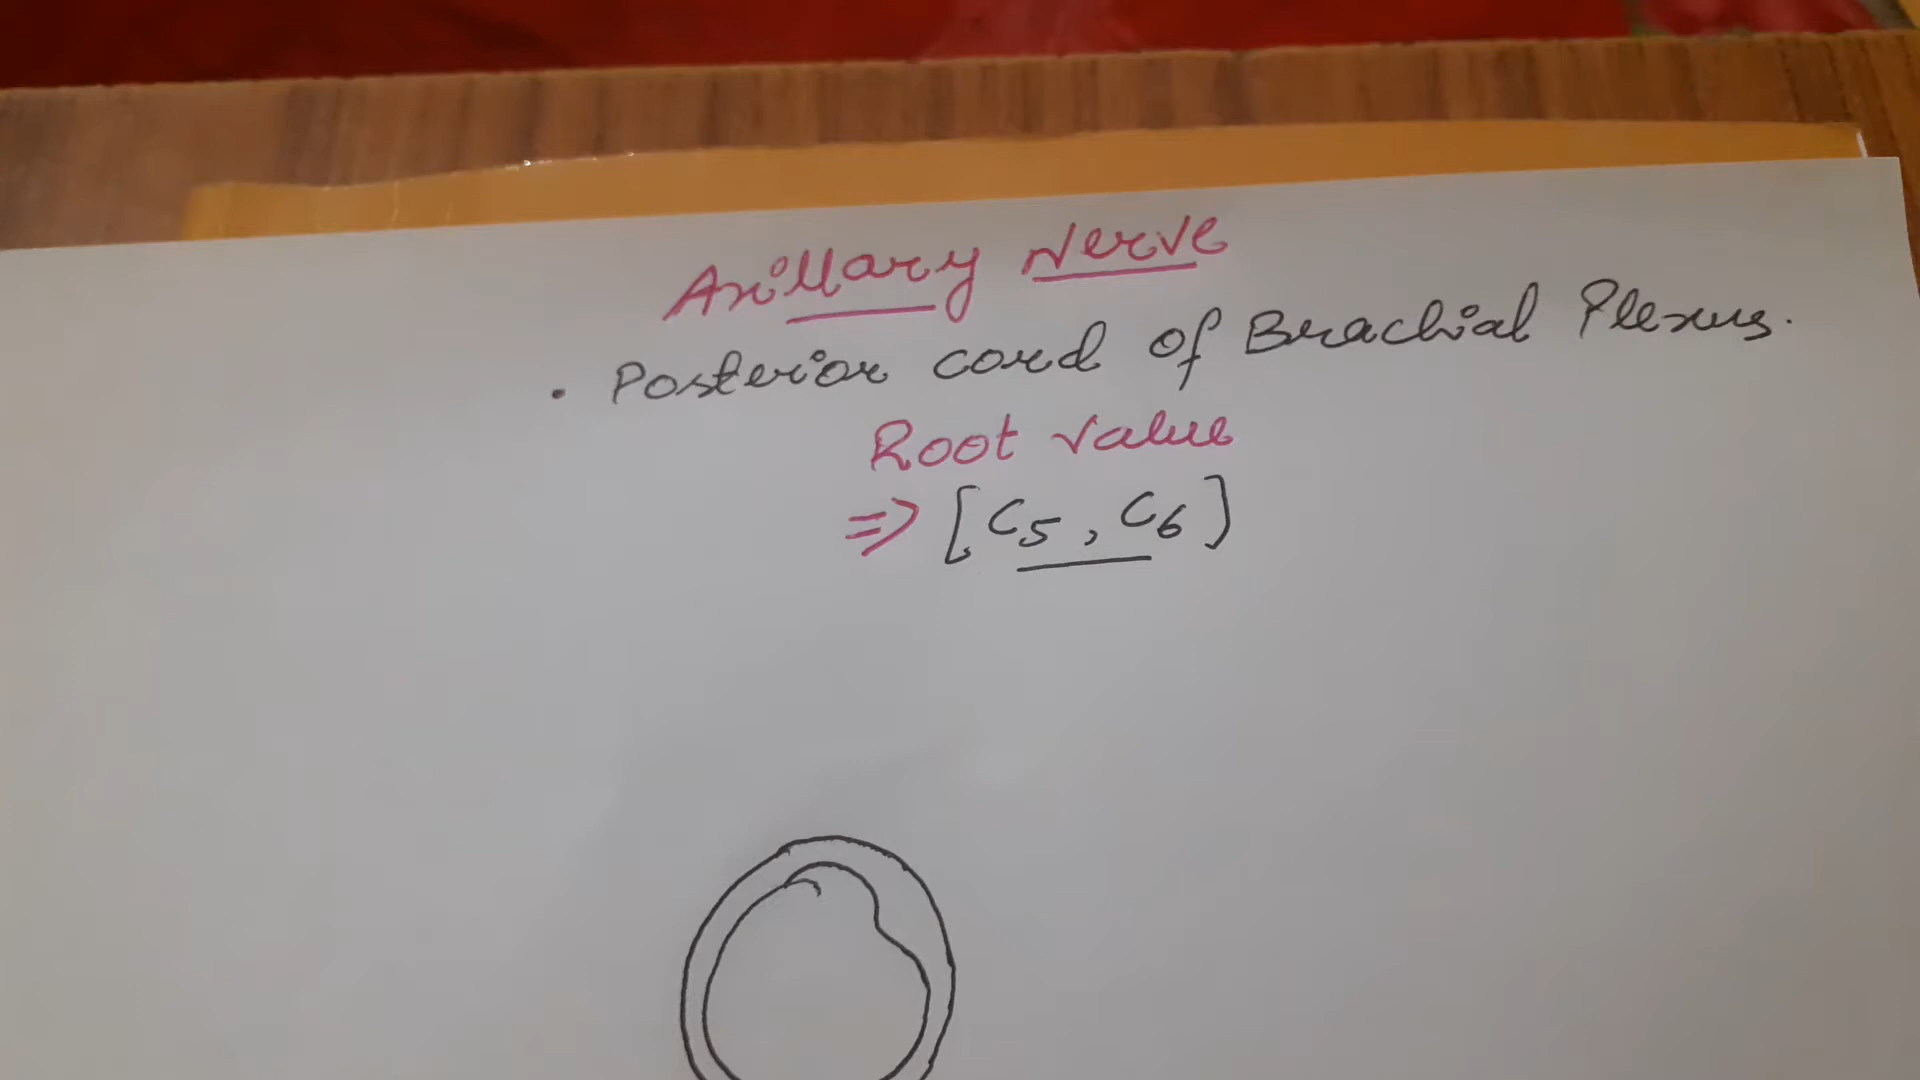 Axillary Nerve
• Posterior cord of Brachial Plexus.
Root value
⇒ [C5, C6]